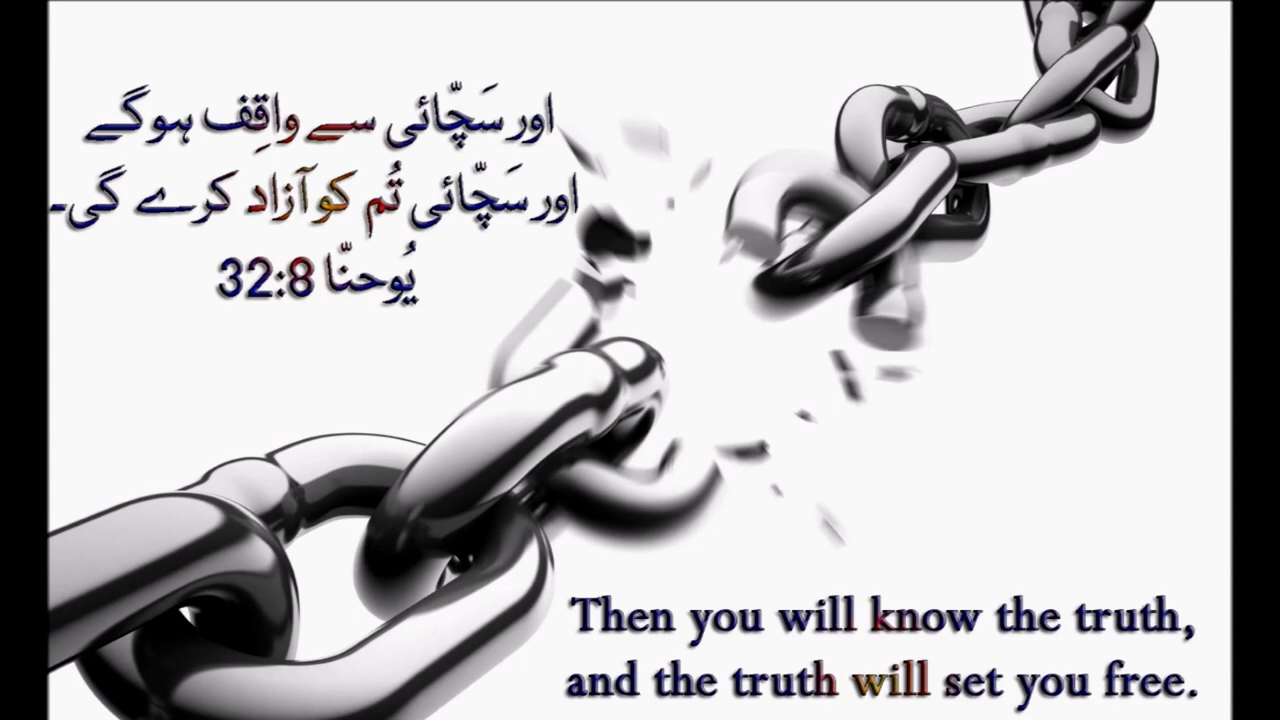 اور سَچّائی سے واقِف ہوگے
اور سَچّائی تُم کو آزاد کرے گی۔
یُوحنّا 32:8
Then you will know the truth,
and the truth will set you free.